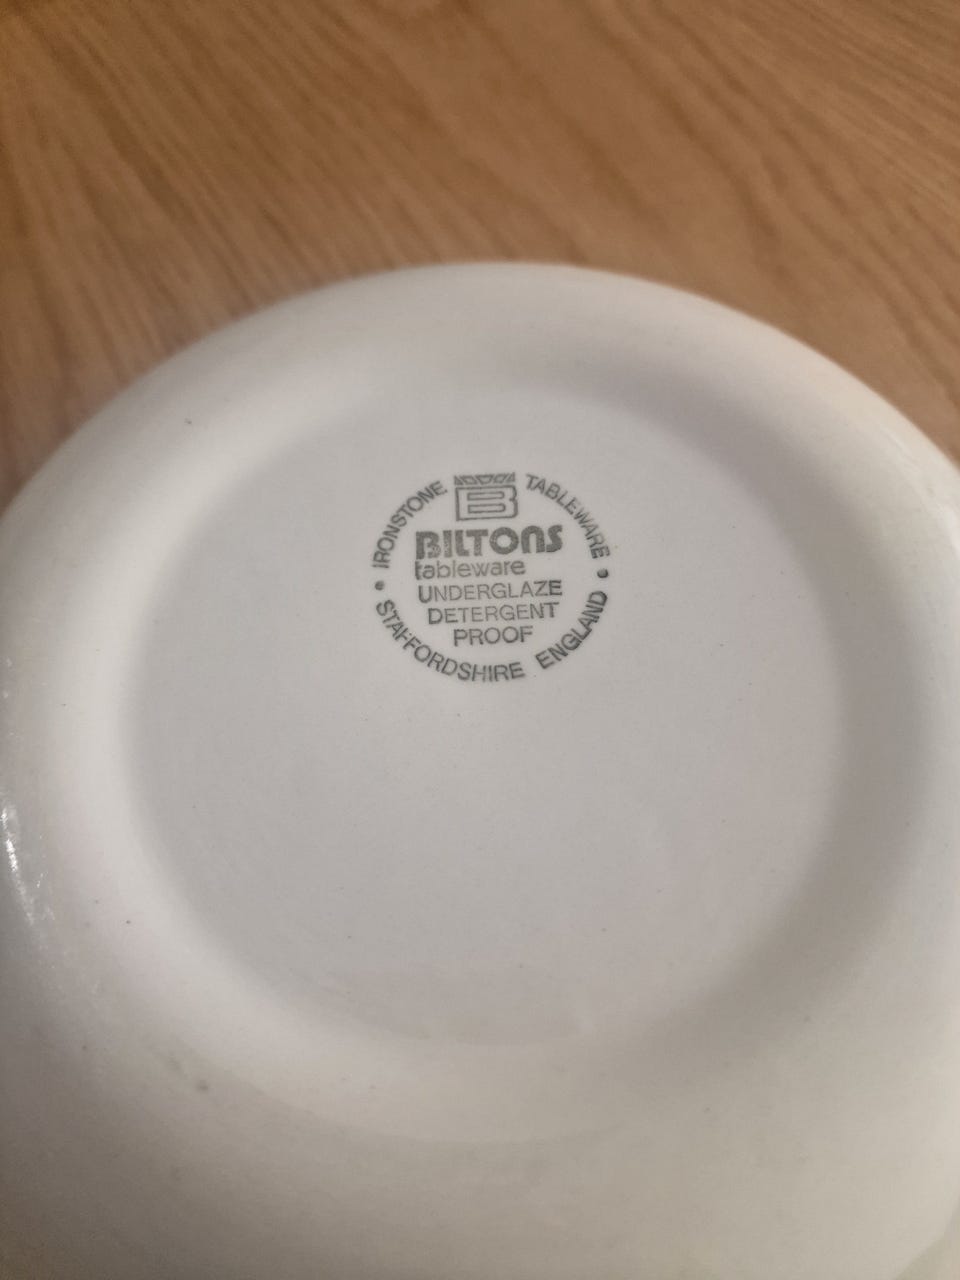 IRONSTONE TABLEWARE
B
BILTONS
tableware
UNDERGLAZE
DETERGENT
PROOF
STAFFORDSHIRE ENGLAND